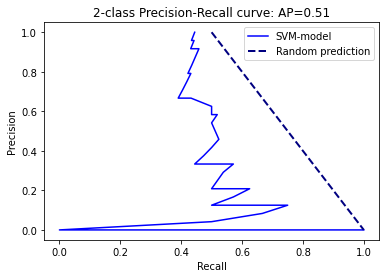 2-class Precision-Recall curve: AP=0.51
SVM-model
Random prediction
Precision
1.0
0.8
0.6
0.4
0.2
0.0
0.0 0.2 0.4 0.6 0.8 1.0
Recall